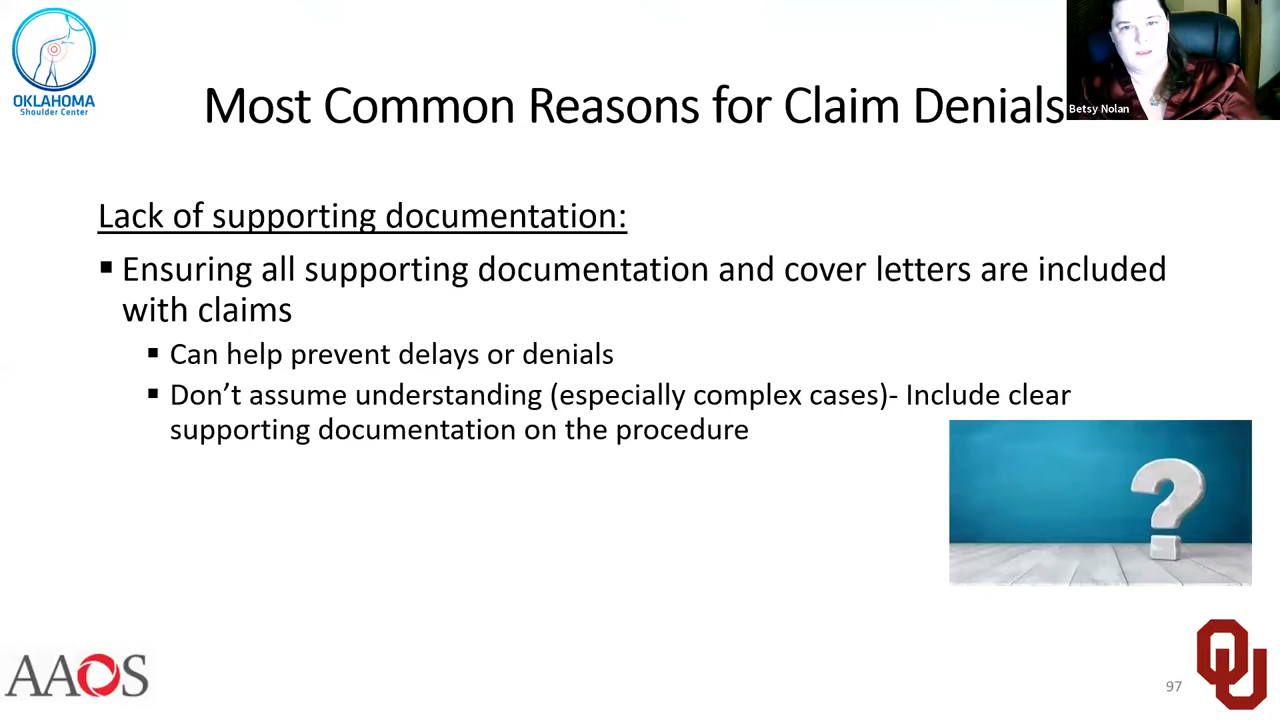 OKLAHOMA
Shoulder Center
Most Common Reasons for Claim Denials
Betsy Nolan
Lack of supporting documentation:
▪ Ensuring all supporting documentation and cover letters are included
with claims
▪ Can help prevent delays or denials
▪ Don’t assume understanding (especially complex cases)- Include clear
supporting documentation on the procedure
?
AAOS
97
OU